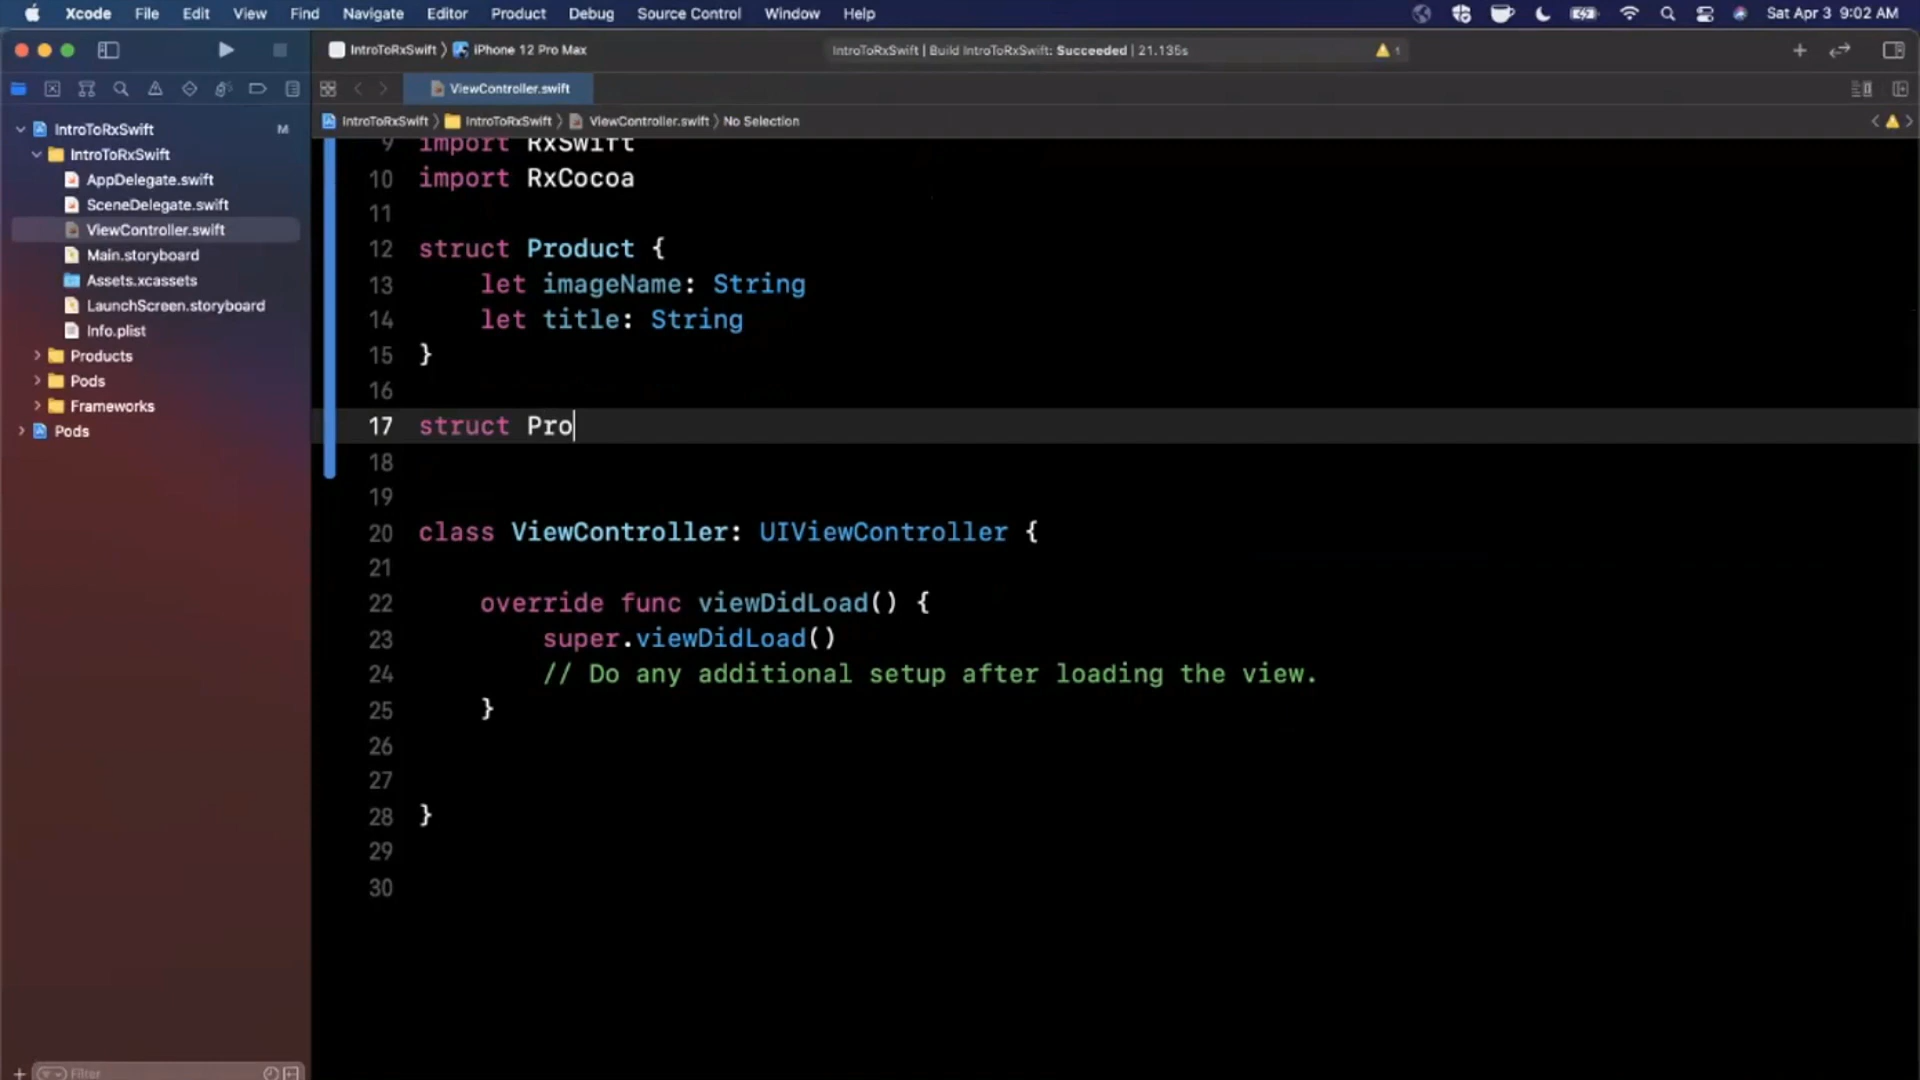 Xcode File Edit View Find Navigate Editor Product Debug Source Control Window Help Sat Apr 3 9:02 AM
IntroToRxSwift 〉 iPhone 12 Pro Max IntroToRxSwift | Build IntroToRxSwift: Succeeded | 21.135s 1
ViewController.swift
IntroToRxSwift 〉 IntroToRxSwift 〉 ViewController.swift 〉 No Selection
IntroToRxSwift M
IntroToRxSwift
AppDelegate.swift
SceneDelegate.swift
ViewController.swift
Main.storyboard
Assets.xcassets
LaunchScreen.storyboard
Info.plist
Products
Pods
Frameworks
Pods
Filter
9 import RxSwift
10 import RxCocoa
11
12 struct Product {
13 let imageName: String
14 let title: String
15 }
16
17 struct Pro
18
19
20 class ViewController: UIViewController {
21
22 override func viewDidLoad() {
23 super.viewDidLoad()
24 // Do any additional setup after loading the view.
25 }
26
27
28 }
29
30